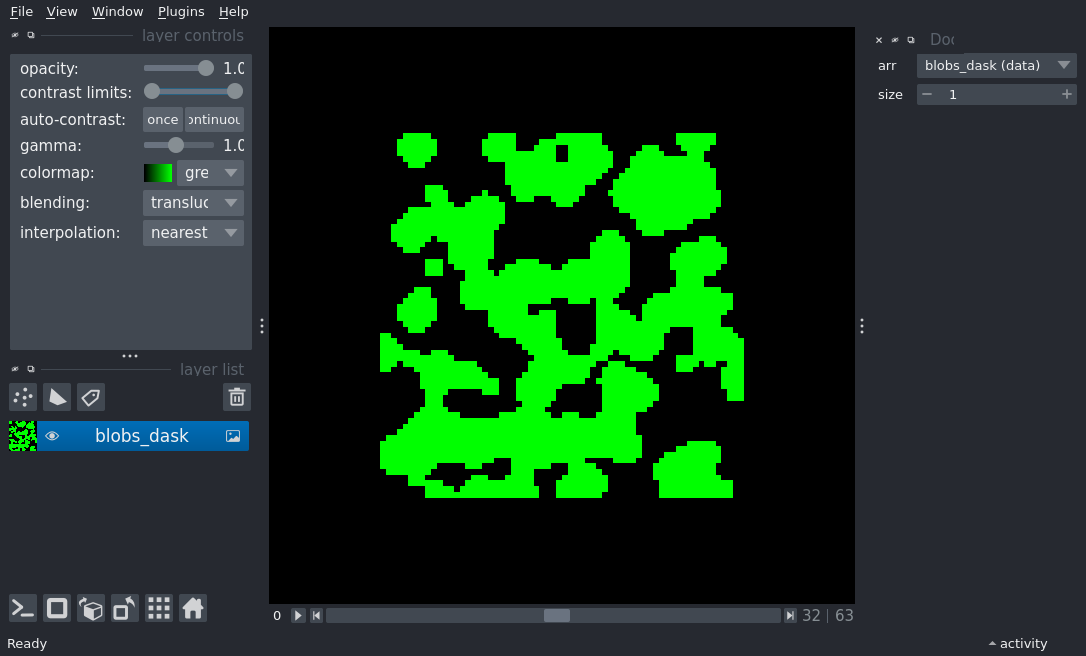 File View Window Plugins Help
layer controls
opacity: 1.0
contrast limits:
auto-contrast: once ontinuou
gamma: 1.0
colormap: gre
blending: transluc
interpolation: nearest
layer list
blobs_dask
0 32 | 63
Ready
Doc
arr blobs_dask (data)
size 1
activity